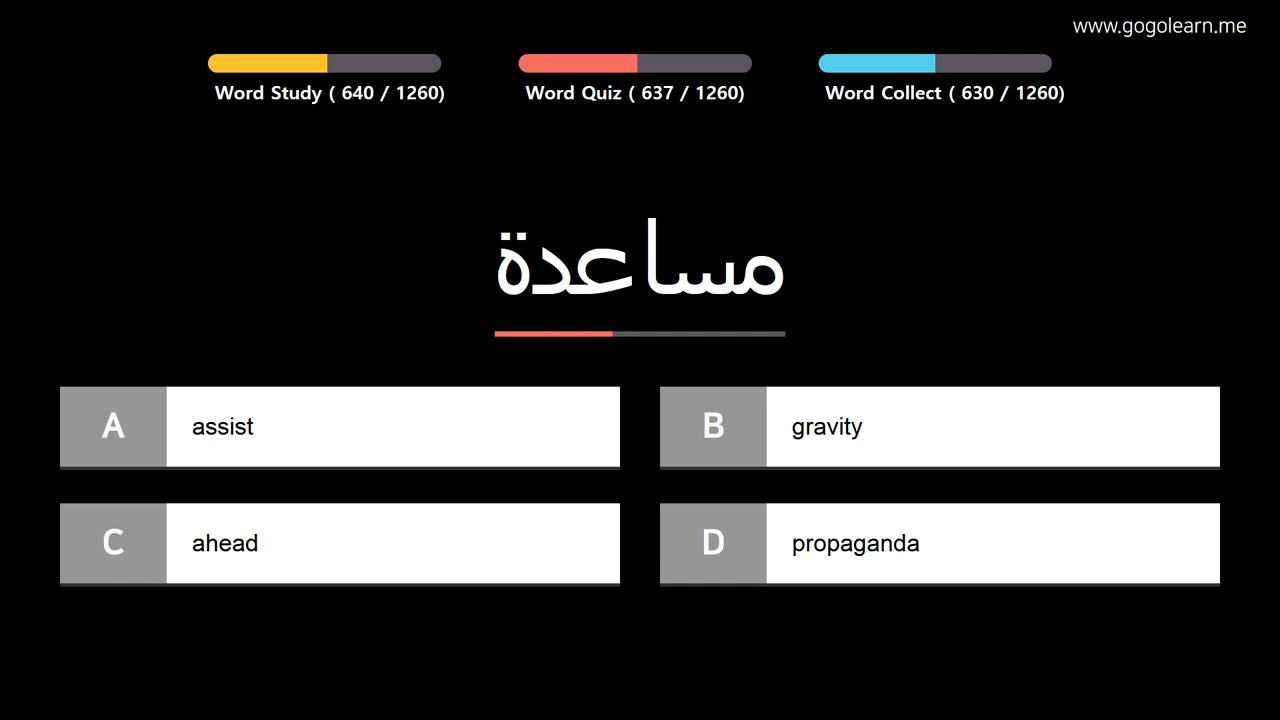 www.gogolearn.me
Word Study ( 640 / 1260)
Word Quiz ( 637 / 1260)
Word Collect ( 630 / 1260)
مساعدة
A
assist
B
gravity
C
ahead
D
propaganda